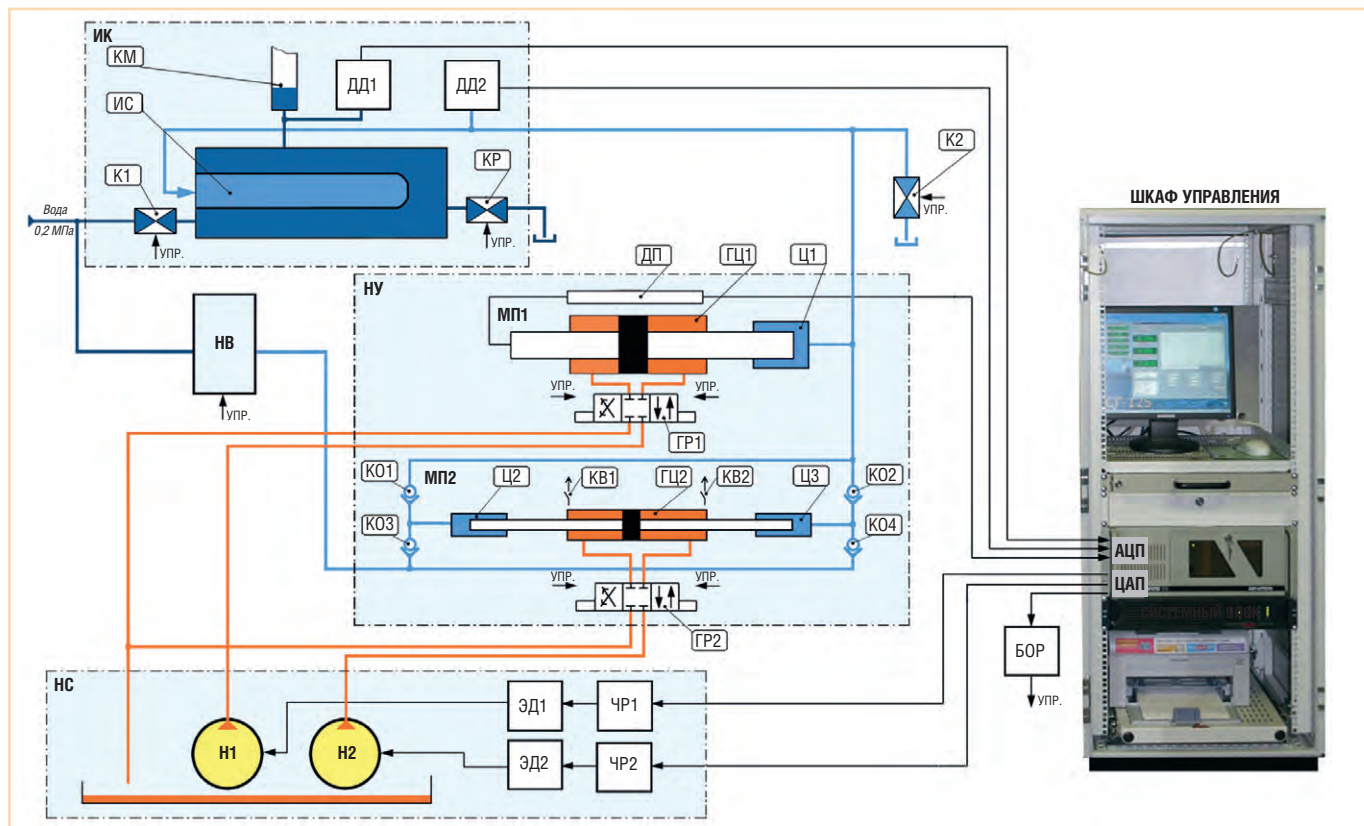 ИК
КМ
ДД1
ДД2
ИС
К1
КР
К2
Вода
0,2 МПа
УПР.
УПР.
УПР.
ШКАФ УПРАВЛЕНИЯ
НУ
ДП
ГЦ1
Ц1
МП1
НВ
УПР.
УПР.
УПР.
ГР1
КО1
МП2
Ц2
КВ1
ГЦ2
КВ2
Ц3
КО2
КО3
КО4
УПР.
УПР.
ГР2
АЦП
ЦАП
СИСТЕМНЫЙ БЛОК
БОР
УПР.
НС
ЭД1
ЧР1
Н1
Н2
ЭД2
ЧР2